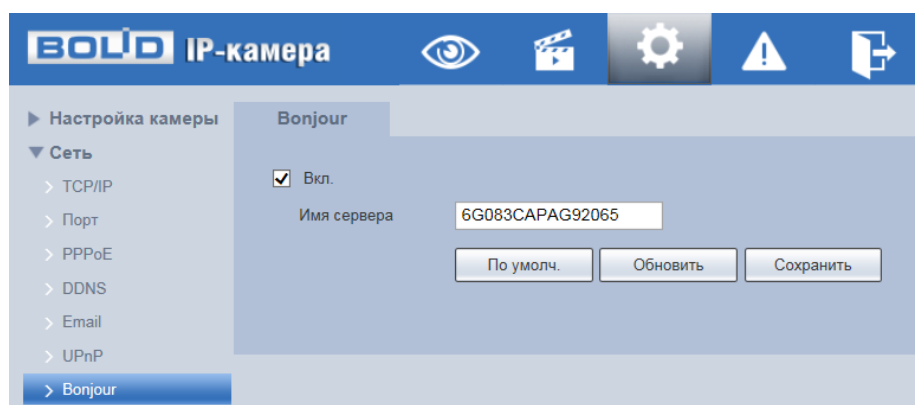 BOLID IP-камера
Настройка камеры
Bonjour
Сеть
TCP/IP
Вкл.
Порт
Имя сервера
6G083CAPAG92065
PPPoE
По умолч.
Обновить
Сохранить
DDNS
Email
UPnP
Bonjour